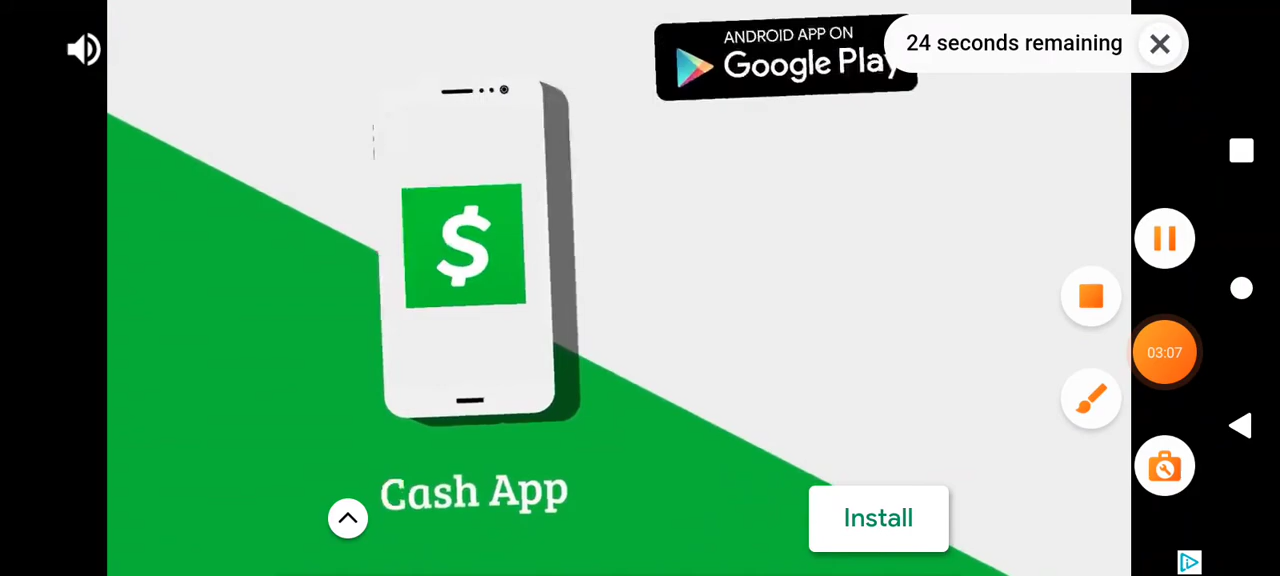 ANDROID APP ON
Google Play
24 seconds remaining
$
03:07
Cash App
Install